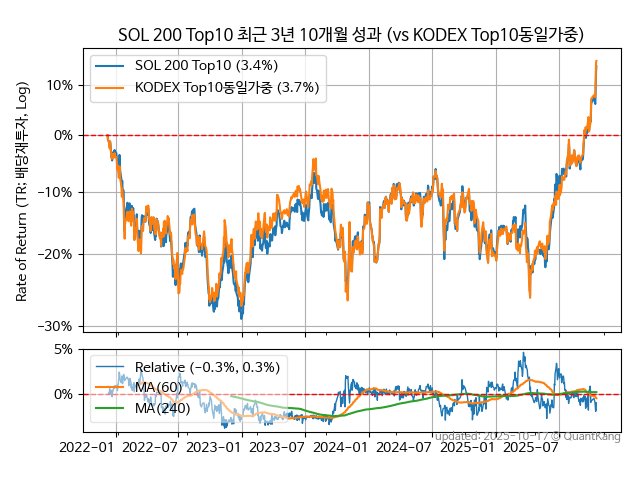 SOL 200 Top10 최근 3년 10개월 성과 (vs KODEX Top10동일가중)
SOL 200 Top10 (3.4%)
KODEX Top10동일가중 (3.7%)
Rate of Return (TR: 배당재투자, Log)
10%
0%
−10%
−20%
−30%
5%
0%
Relative (−0.3%, 0.3%)
MA(60)
MA(240)
2022−01 2022−07 2023−01 2023−07 2024−01 2024−07 2025−01 2025−07
updated: 2025−10−17 © QuantKang